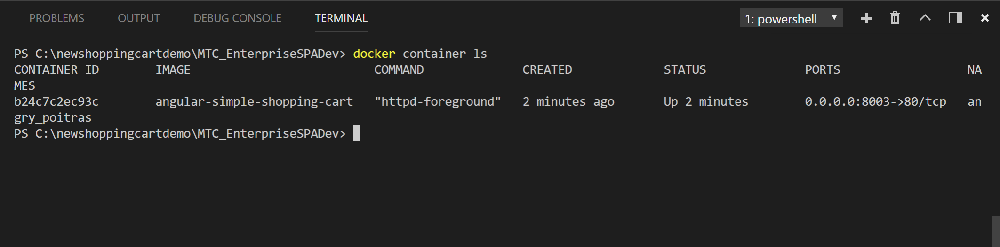 PROBLEMS OUTPUT DEBUG CONSOLE TERMINAL 1: powershell
PS C:\newshoppingcartdemo\MTC_EnterpriseSPADev> docker container ls
CONTAINER ID IMAGE COMMAND CREATED STATUS PORTS NA
MES
b24c7c2ec93c angular-simple-shopping-cart "httpd-foreground" 2 minutes ago Up 2 minutes 0.0.0.0:8003->80/tcp an
gry_poitras
PS C:\newshoppingcartdemo\MTC_EnterpriseSPADev>